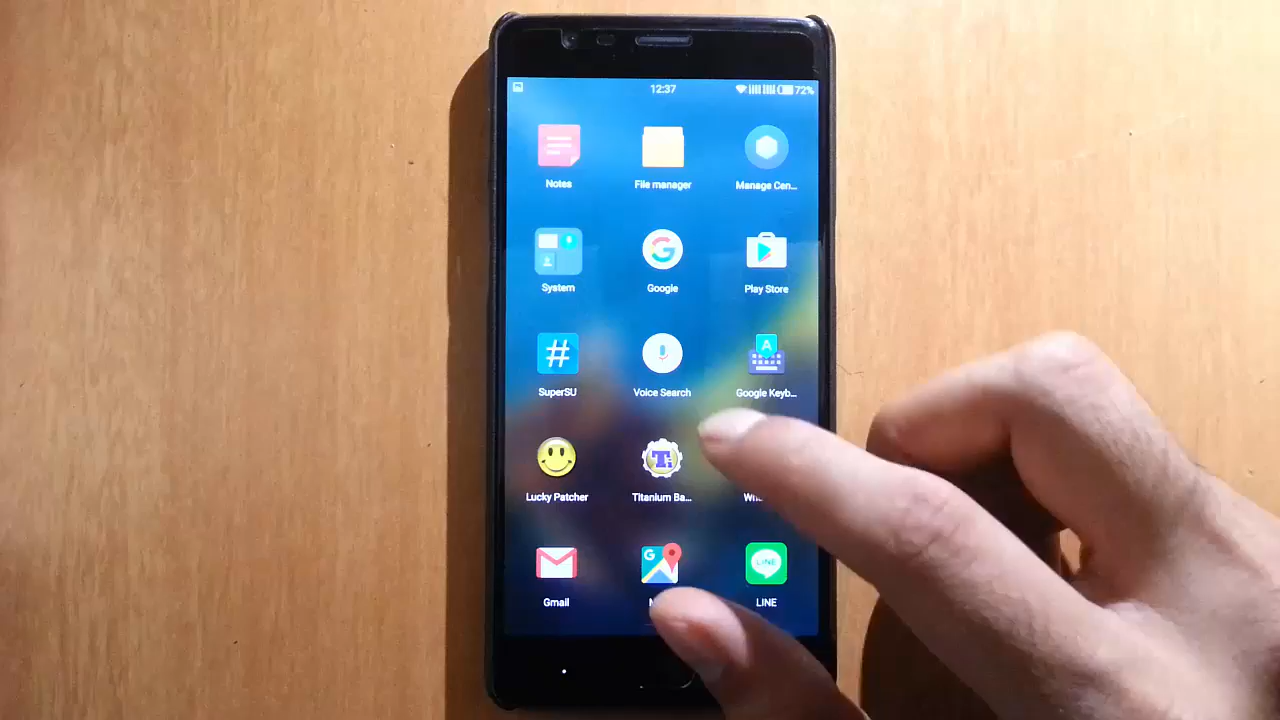 12:37 72%
Notes File manager Manage Cen...
System Google Play Store
# SuperSU Voice Search A Google Keyb...
Lucky Patcher Titanium Ba...
G LINE
Gmail LINE